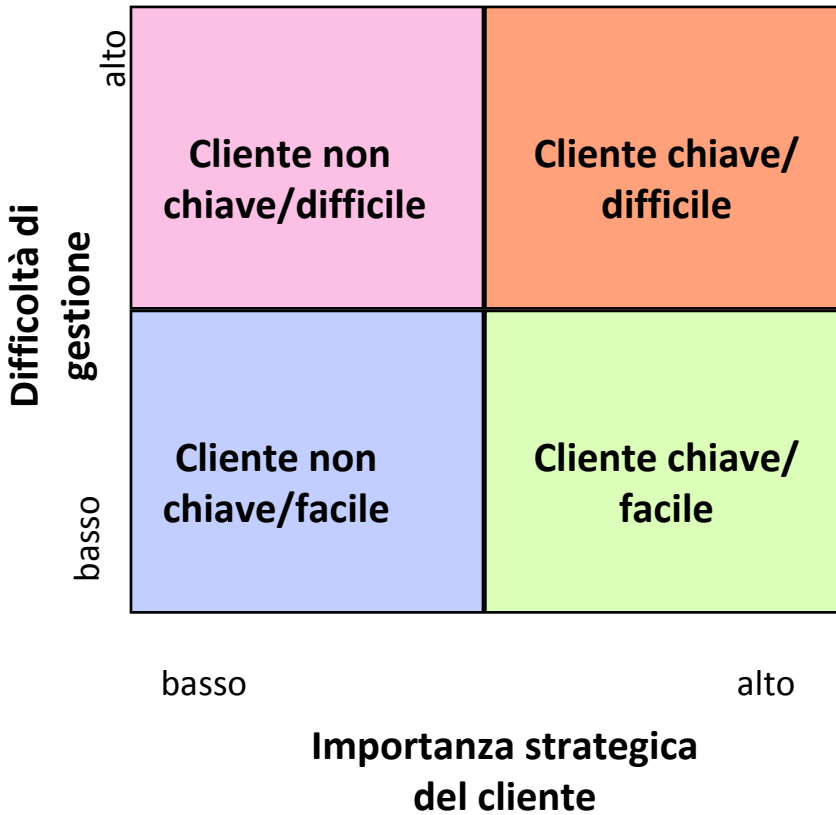 alto
Cliente non
chiave/difficile
Cliente chiave/
difficile
Difficoltà di
gestione
Cliente non
chiave/facile
Cliente chiave/
facile
basso
basso
alto
Importanza strategica
del cliente